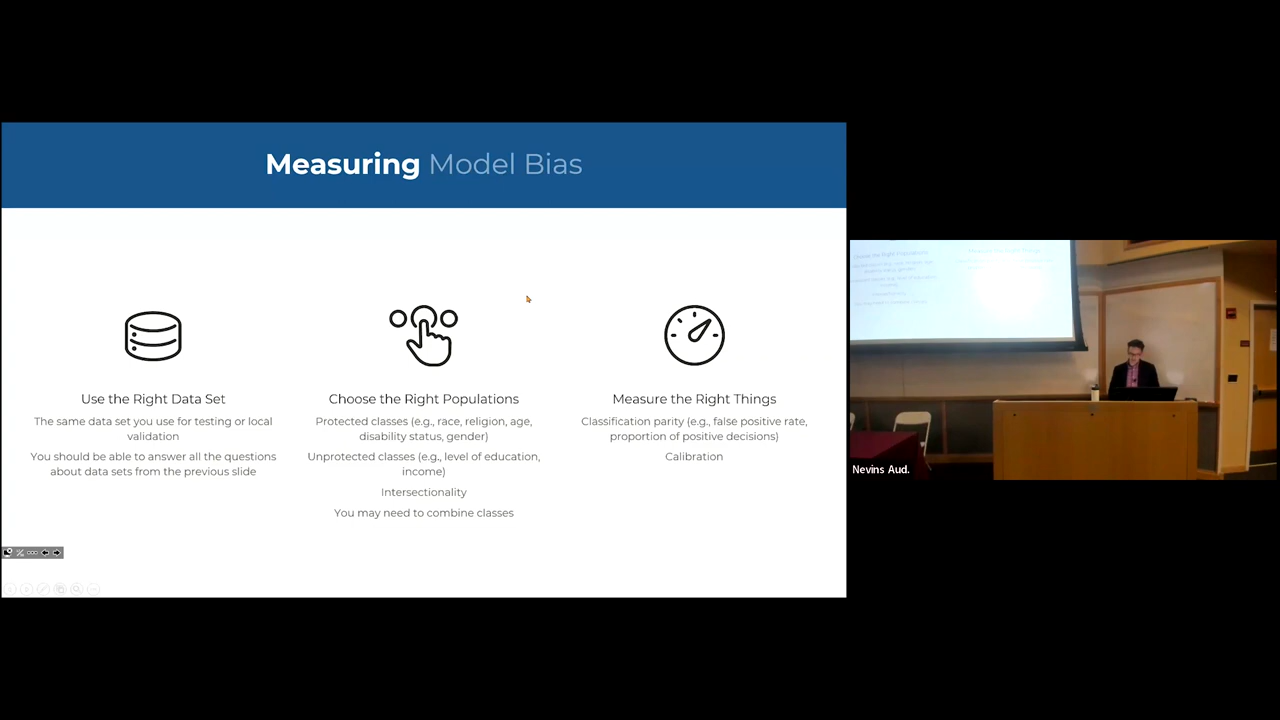 Measuring Model Bias
Use the Right Data Set
The same data set you use for testing or local
validation
You should be able to answer all the questions
about data sets from the previous slide
Choose the Right Populations
Protected classes (e.g., race, religion, age,
disability status, gender)
Unprotected classes (e.g., level of education,
income)
Intersectionality
You may need to combine classes
Measure the Right Things
Classification parity (e.g., false positive rate,
proportion of positive decisions)
Calibration
Nevins Aud.